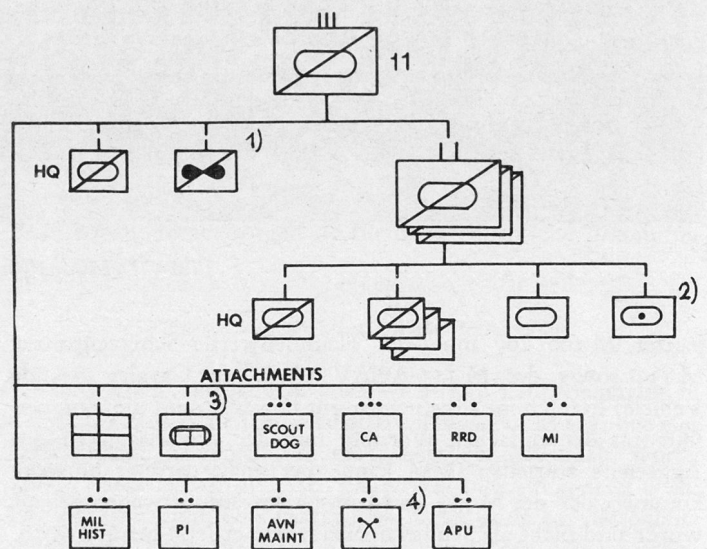 11
1)
HQ
2)
HQ
ATTACHMENTS
3)
SCOUT
DOG
CA
RRD
MI
4)
MIL
HIST
PI
AVN
MAINT
APU